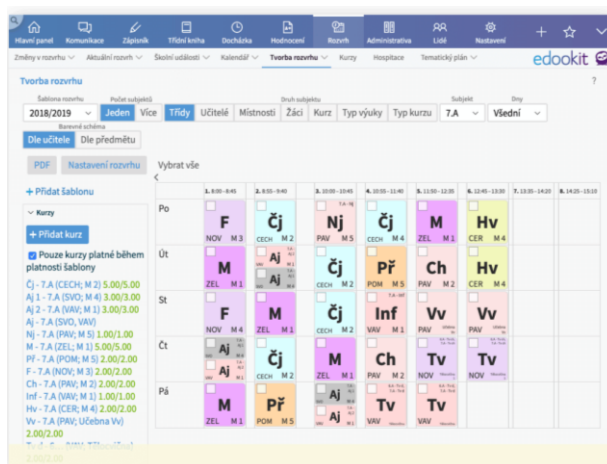 Hlavní panel Komunikace Zápisník Třídní kniha Docházka Hodnocení Rozvrh Administrativa Lidé Nastavení
Změny v rozvrhu Aktuální rozvrh Školní události Kalendář Tvorba rozvrhu Kurzy Hospitace Tematický plán edookit
Tvorba rozvrhu ?
Šablona rozvrhu Počet subjektů Druh subjektu Subjekt Dny
2018/2019 Jeden Více Třídy Učitelé Místnosti Žáci Kurz Typ výuky Typ kurzu 7.A Všední
Barevné schéma
Dle učitele Dle předmětu
PDF Nastavení rozvrhu Vybrat vše
+ Přidat šablonu
1. 8:00 - 8:45 2. 8:55 - 9:40 3. 10:00 - 10:45 4. 10:55 - 11:40 5. 11:50 - 12:35 6. 12:45 - 13:30 7. 13:35 - 14:20 8. 14:25 - 15:10
Kurzy
+ Přidat kurz
Pouze kurzy platné během
platnosti šablony
Čj - 7.A (CECH; M 2) 5.00/5.00
Aj 1 - 7.A (SVO; M 4) 3.00/3.00
Aj 2 - 7.A (VAV; M 1) 3.00/3.00
Aj - 7.A (SVO, VAV)
Nj - 7.A (PAV; M 5) 1.00/1.00
M - 7.A (ZEL; M 1) 5.00/5.00
Př - 7.A (POM; M 5) 2.00/2.00
F - 7.A (NOV; M 3) 2.00/2.00
Ch - 7.A (PAV; M 2) 2.00/2.00
Inf - 7.A (VAV; M 1) 1.00/1.00
Hv - 7.A (CER; M 4) 2.00/2.00
Vv - 7.A (PAV; Učebna Vv)
2.00/2.00
Po
F Čj Nj Čj M Hv
NOV M 3 CECH M 2 PAV M 5 CECH M 4 ZEL M 1 CER M 4
Út
M Aj Čj Př Ch Hv
Aj
ZEL M 1 CECH M 2 POM M 5 PAV M 2 CER M 4
St
F M Čj Inf Vv Vv
NOV M 4 ZEL M 1 CECH M 2 VAV M 1 PAV PAV
Čt
Aj Čj M Ch Tv Tv
Aj
CECH M 2 ZEL M 1 PAV M 2 NOV NOV
Pá
M Př Aj Tv Tv
Aj
ZEL M 1 POM M 5 VAV VAV